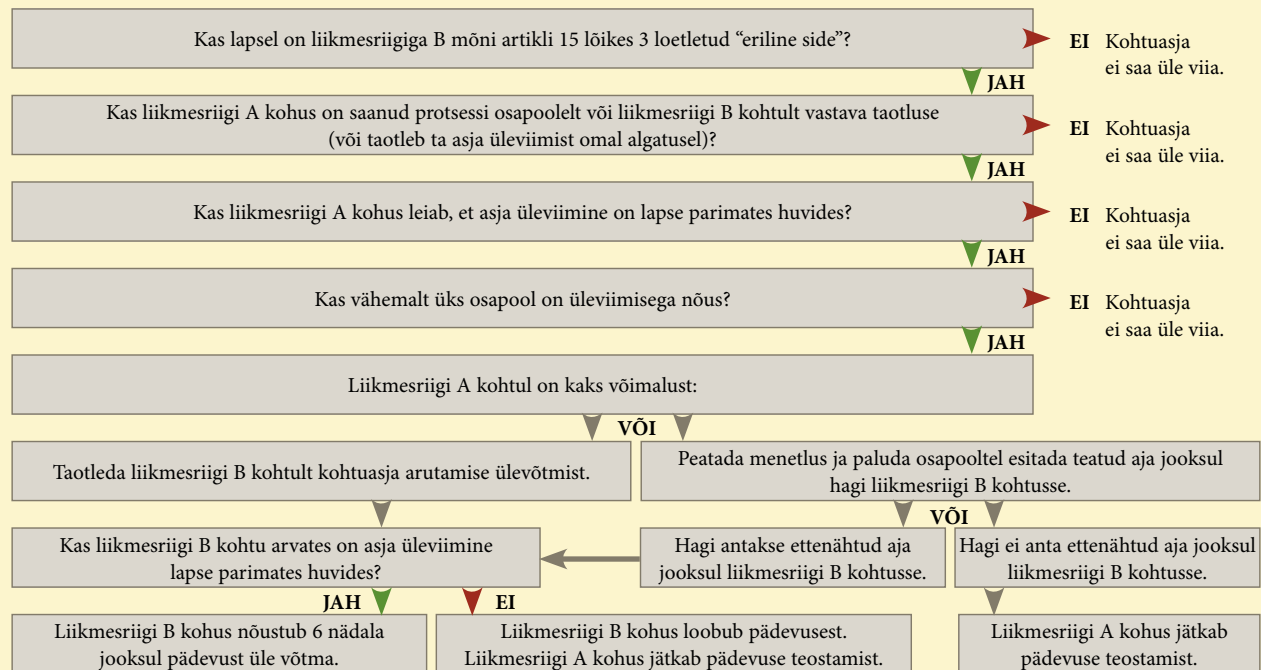 Kas lapsel on liikmesriigiga B mõni artikli 15 lõikes 3 loetletud “eriline side”?
EI Kohtuasja
ei saa üle viia.
JAH
Kas liikmesriigi A kohus on saanud protsessi osapoolelt või liikmesriigi B kohtult vastava taotluse
(või taotleb ta asja üleviimist omal algatusel)?
EI Kohtuasja
ei saa üle viia.
JAH
Kas liikmesriigi A kohus leiab, et asja üleviimine on lapse parimates huvides?
EI Kohtuasja
ei saa üle viia.
JAH
Kas vähemalt üks osapool on üleviimisega nõus?
EI Kohtuasja
ei saa üle viia.
JAH
Liikmesriigi A kohtul on kaks võimalust:
VÕI
Taotleda liikmesriigi B kohtult kohtuasja arutamise ülevõtmist.
Peatada menetlus ja paluda osapooltel esitada teatud aja jooksul
hagi liikmesriigi B kohtusse.
VÕI
Kas liikmesriigi B kohtu arvates on asja üleviimine
lapse parimates huvides?
Hagi antakse ettenähtud aja
jooksul liikmesriigi B kohtusse.
Hagi ei anta ettenähtud aja jooksul
liikmesriigi B kohtusse.
JAH
EI
Liikmesriigi B kohus nõustub 6 nädala
jooksul pädevust üle võtma.
Liikmesriigi B kohus loobub pädevusest.
Liikmesriigi A kohus jätkab pädevuse teostamist.
Liikmesriigi A kohus jätkab
pädevuse teostamist.